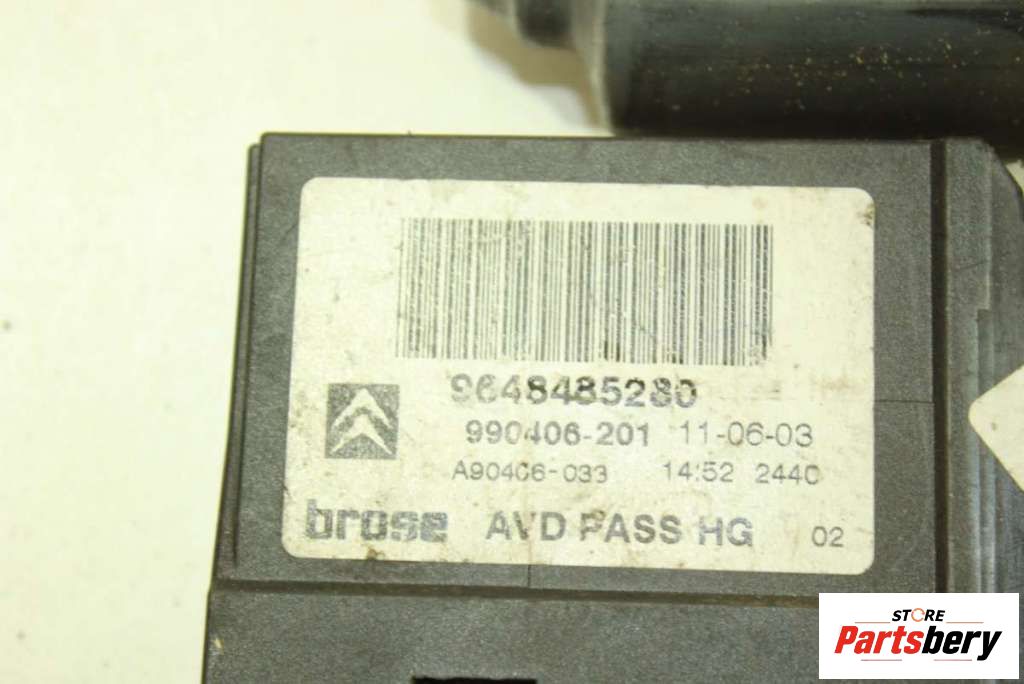 9648485280
990406-201 11-06-03
A90406-033 14:52 2440
brose AVD PASS HG 02
STORE
Partsbery